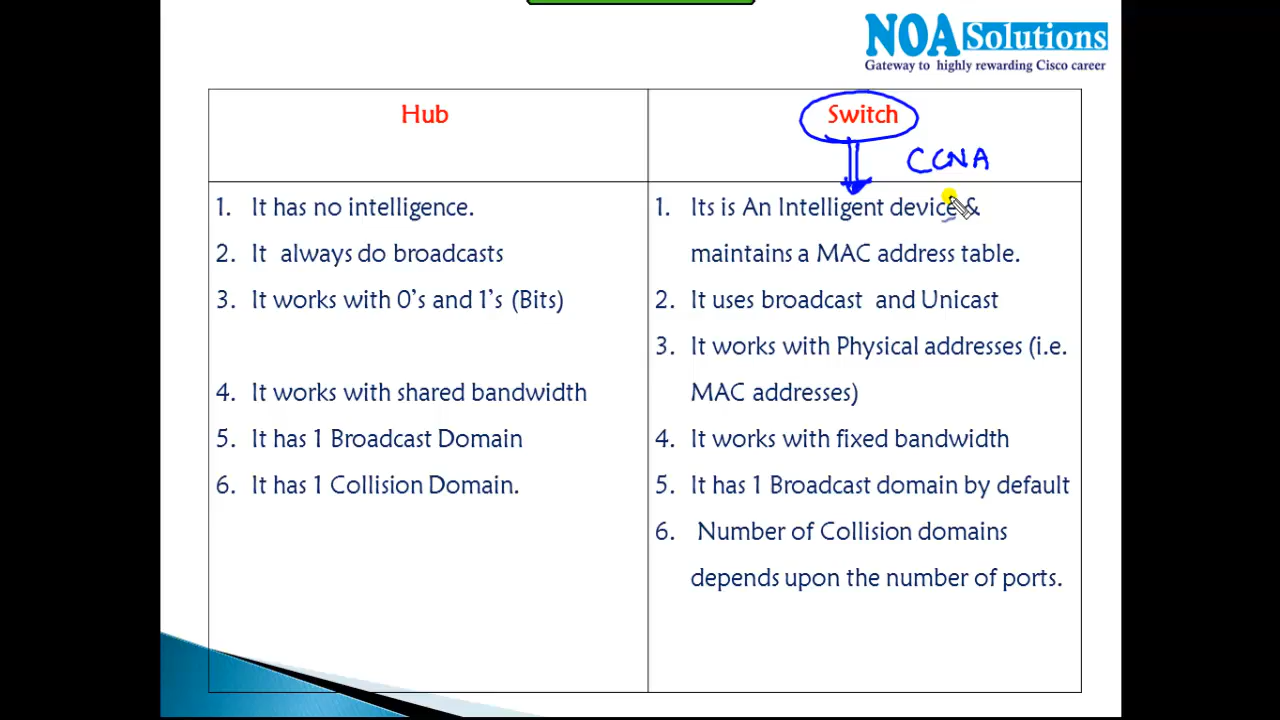 NOA Solutions
Gateway to highly rewarding Cisco career
Hub
Switch
CCNA
1. It has no intelligence.
2. It always do broadcasts
3. It works with 0's and 1's (Bits)
4. It works with shared bandwidth
5. It has 1 Broadcast Domain
6. It has 1 Collision Domain.
1. Its is An Intelligent device &
maintains a MAC address table.
2. It uses broadcast and Unicast
3. It works with Physical addresses (i.e.
MAC addresses)
4. It works with fixed bandwidth
5. It has 1 Broadcast domain by default
6. Number of Collision domains
depends upon the number of ports.